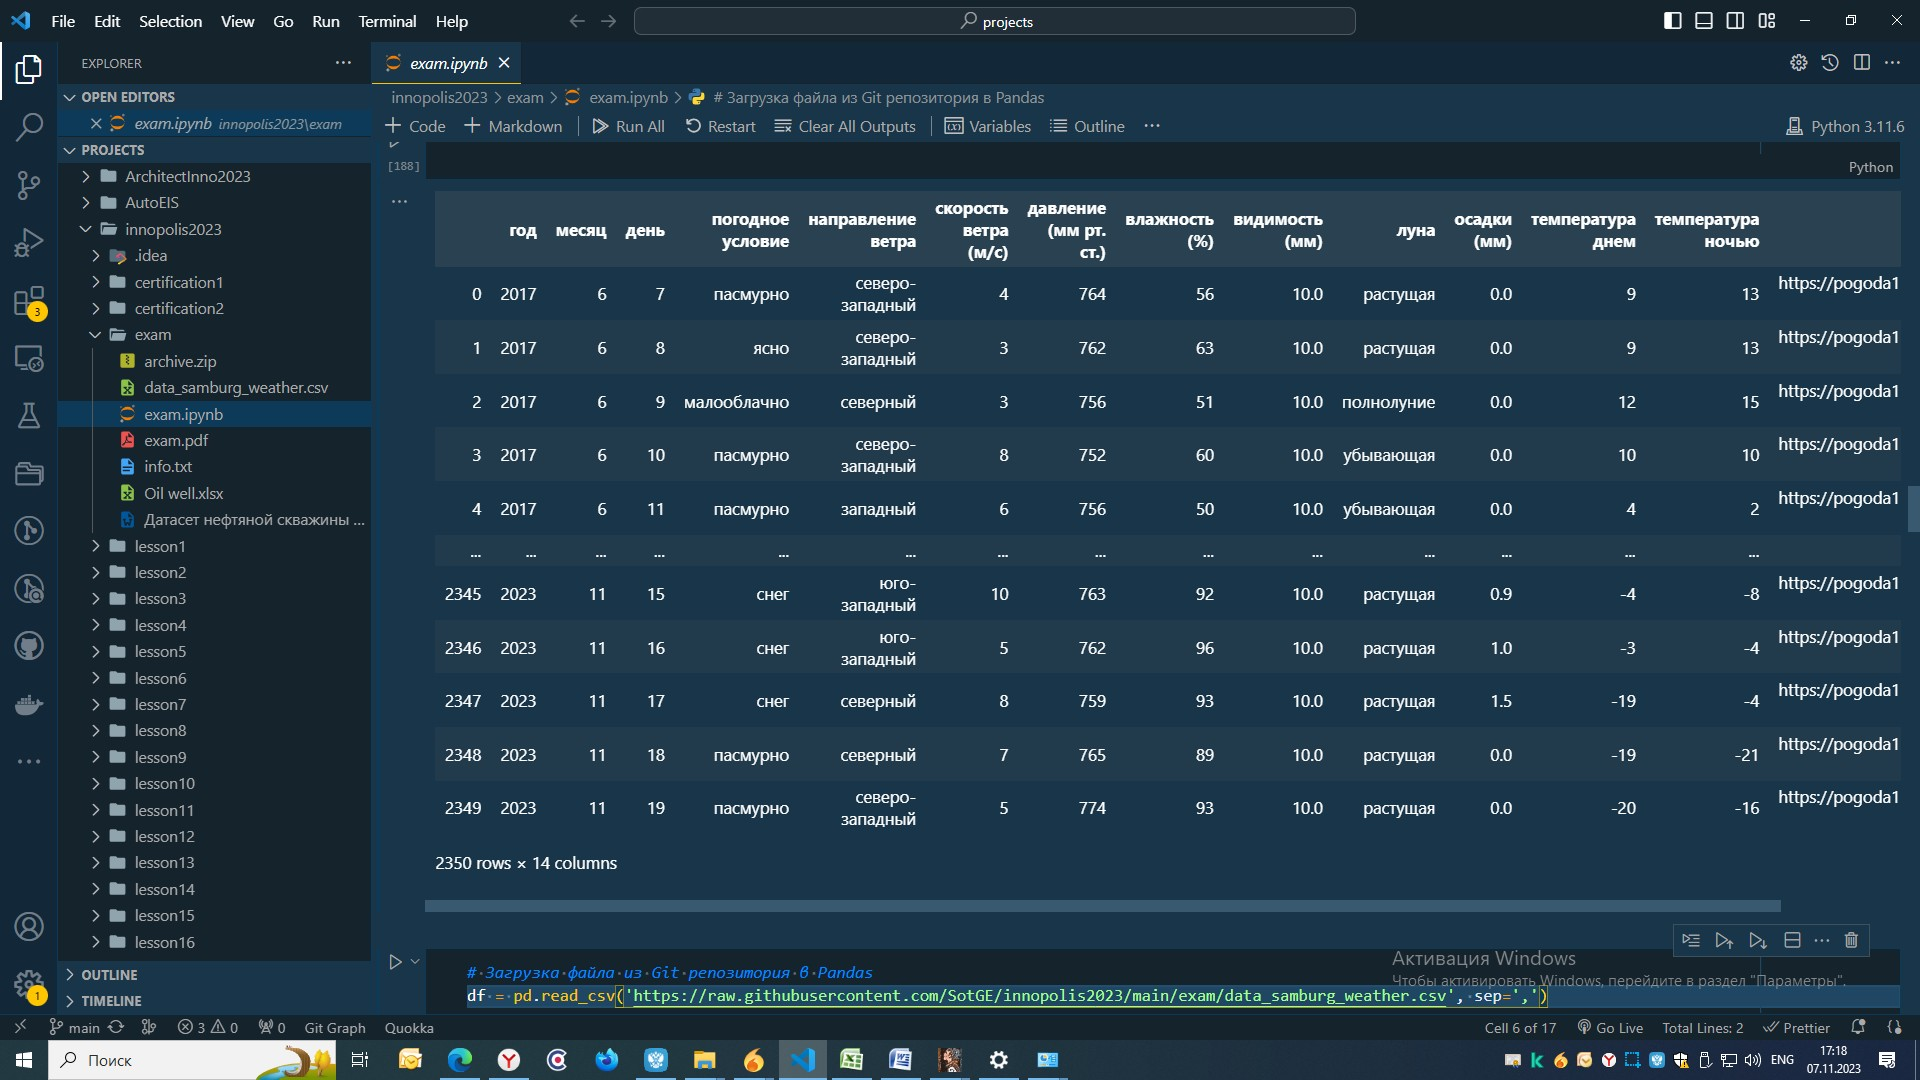 File Edit Selection View Go Run Terminal Help
projects
EXPLORER
exam.ipynb
OPEN EDITORS
exam.ipynb innopolis2023\exam
PROJECTS
ArchitectInno2023
AutoEIS
innopolis2023
.idea
certification1
certification2
exam
archive.zip
data_samburg_weather.csv
exam.ipynb
exam.pdf
info.txt
Oil well.xlsx
Датасет нефтяной скважины ...
lesson1
lesson2
lesson3
lesson4
lesson5
lesson6
lesson7
lesson8
lesson9
lesson10
lesson11
lesson12
lesson13
lesson14
lesson15
lesson16
OUTLINE
TIMELINE
3
1
innopolis2023 > exam > exam.ipynb > # Загрузка файла из Git репозитория в Pandas
Code Markdown Run All Restart Clear All Outputs Variables Outline ... Python 3.11.6
[188]
Python
год месяц день погодное условие направление ветра скорость ветра (м/с) давление (мм рт. ст.) влажность (%) видимость (мм) луна осадки (мм) температура днем температура ночью
0 2017 6 7 пасмурно северо-западный 4 764 56 10.0 растущая 0.0 9 13 https://pogoda1
1 2017 6 8 ясно северо-западный 3 762 63 10.0 растущая 0.0 9 13 https://pogoda1
2 2017 6 9 малооблачно северный 3 756 51 10.0 полнолуние 0.0 12 15 https://pogoda1
3 2017 6 10 пасмурно северо-западный 8 752 60 10.0 убывающая 0.0 10 10 https://pogoda1
4 2017 6 11 пасмурно западный 6 756 50 10.0 убывающая 0.0 4 2 https://pogoda1
... ... ... ... ... ... ... ... ... ... ... ... ... ...
2345 2023 11 15 снег юго-западный 10 763 92 10.0 растущая 0.9 -4 -8 https://pogoda1
2346 2023 11 16 снег юго-западный 5 762 96 10.0 растущая 1.0 -3 -4 https://pogoda1
2347 2023 11 17 снег северный 8 759 93 10.0 растущая 1.5 -19 -4 https://pogoda1
2348 2023 11 18 пасмурно северный 7 765 89 10.0 растущая 0.0 -19 -21 https://pogoda1
2349 2023 11 19 пасмурно северо-западный 5 774 93 10.0 растущая 0.0 -20 -16 https://pogoda1
2350 rows × 14 columns
# Загрузка файла из Git репозитория в Pandas
df = pd.read_csv('https://raw.githubusercontent.com/SotGE/innopolis2023/main/exam/data_samburg_weather.csv', sep=',')
Активация Windows
Чтобы активировать Windows, перейдите в раздел "Параметры".
main 3 0 0 Git Graph Quokka Cell 6 of 17 Go Live Total Lines: 2 Prettier
Поиск
ENG
17:18
07.11.2023